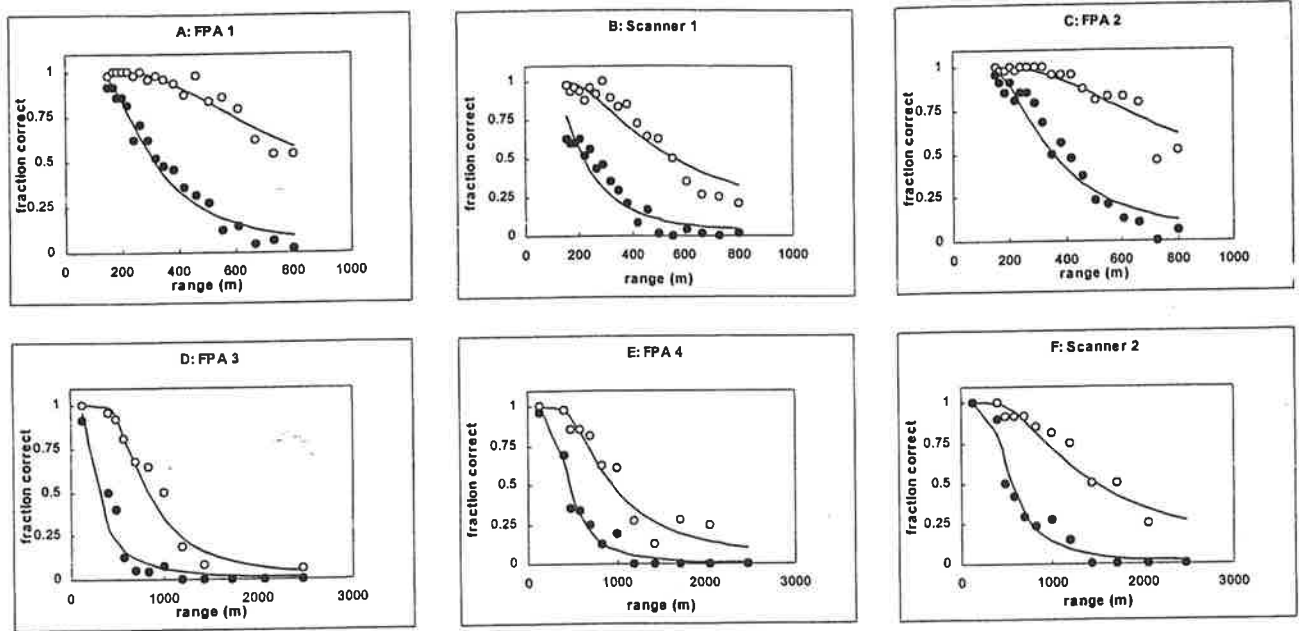 A: FPA 1
fraction correct
1
0.75
0.5
0.25
0
0 200 400 600 800 1000
range (m)
B: Scanner 1
fraction correct
1
0.75
0.5
0.25
0
0 200 400 600 800 1000
range (m)
C: FPA 2
fraction correct
1
0.75
0.5
0.25
0
0 200 400 600 800 1000
range (m)
D: FPA 3
fraction correct
1
0.75
0.5
0.25
0
0 1000 2000 3000
range (m)
E: FPA 4
fraction correct
1
0.75
0.5
0.25
0
0 1000 2000 3000
range (m)
F: Scanner 2
fraction correct
1
0.75
0.5
0.25
0
0 1000 2000 3000
range (m)